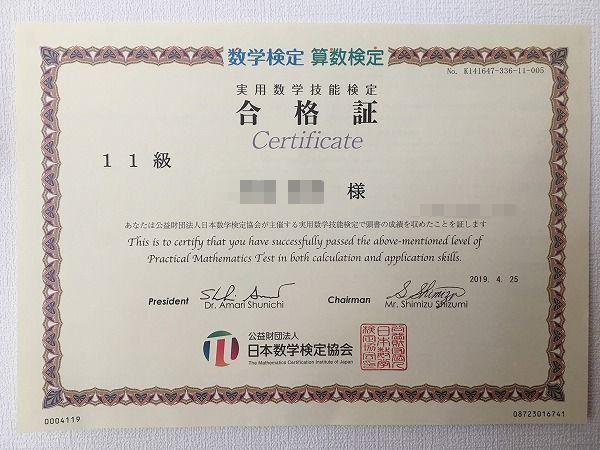 数学検定 算数検定
No. K141647-336-11-005
実用数学技能検定
合格証
Certificate
11級
様
あなたは公益財団法人日本数学検定協会が主催する実用数学技能検定で頭書の成績を収めたことを証します
This is to certify that you have successfully passed the above-mentioned level of
Practical Mathematics Test in both calculation and application skills.
2019. 4. 25
President Dr. Amari Shunichi
Chairman Mr. Shimizu Shizumi
公益財団法人
日本数学検定協会
The Mathematics Certification Institute of Japan
0004119
08723016741